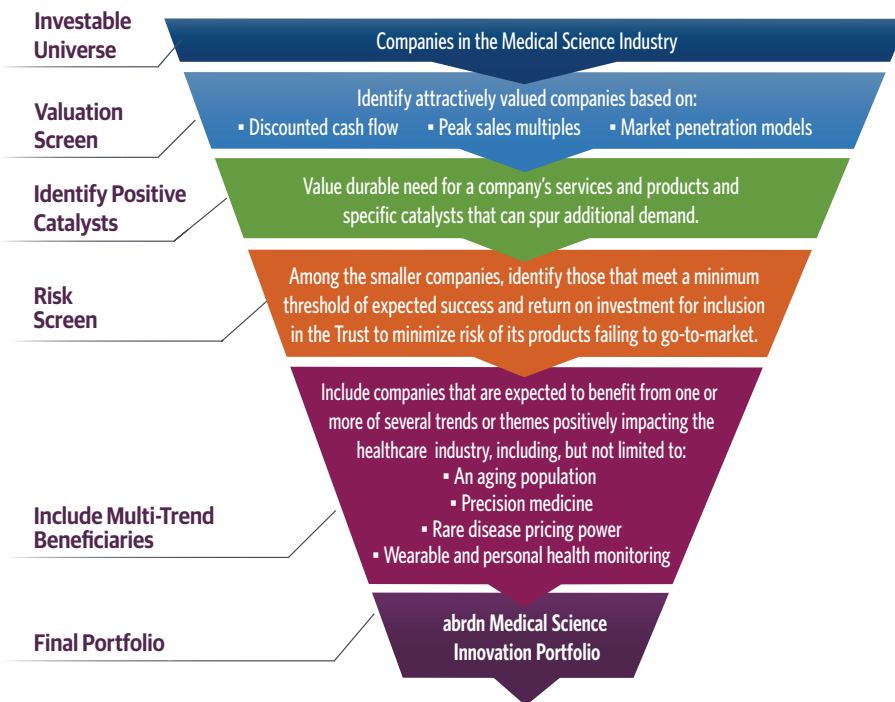 Investable
Universe
Companies in the Medical Science Industry
Valuation
Screen
Identify attractively valued companies based on:
▪ Discounted cash flow ▪ Peak sales multiples ▪ Market penetration models
Identify Positive
Catalysts
Value durable need for a company's services and products and
specific catalysts that can spur additional demand.
Risk
Screen
Among the smaller companies, identify those that meet a minimum
threshold of expected success and return on investment for inclusion
in the Trust to minimize risk of its products failing to go-to-market.
Include Multi-Trend
Beneficiaries
Include companies that are expected to benefit from one or
more of several trends or themes positively impacting the
healthcare industry, including, but not limited to:
▪ An aging population
▪ Precision medicine
▪ Rare disease pricing power
▪ Wearable and personal health monitoring
Final Portfolio
abrdn Medical Science
Innovation Portfolio